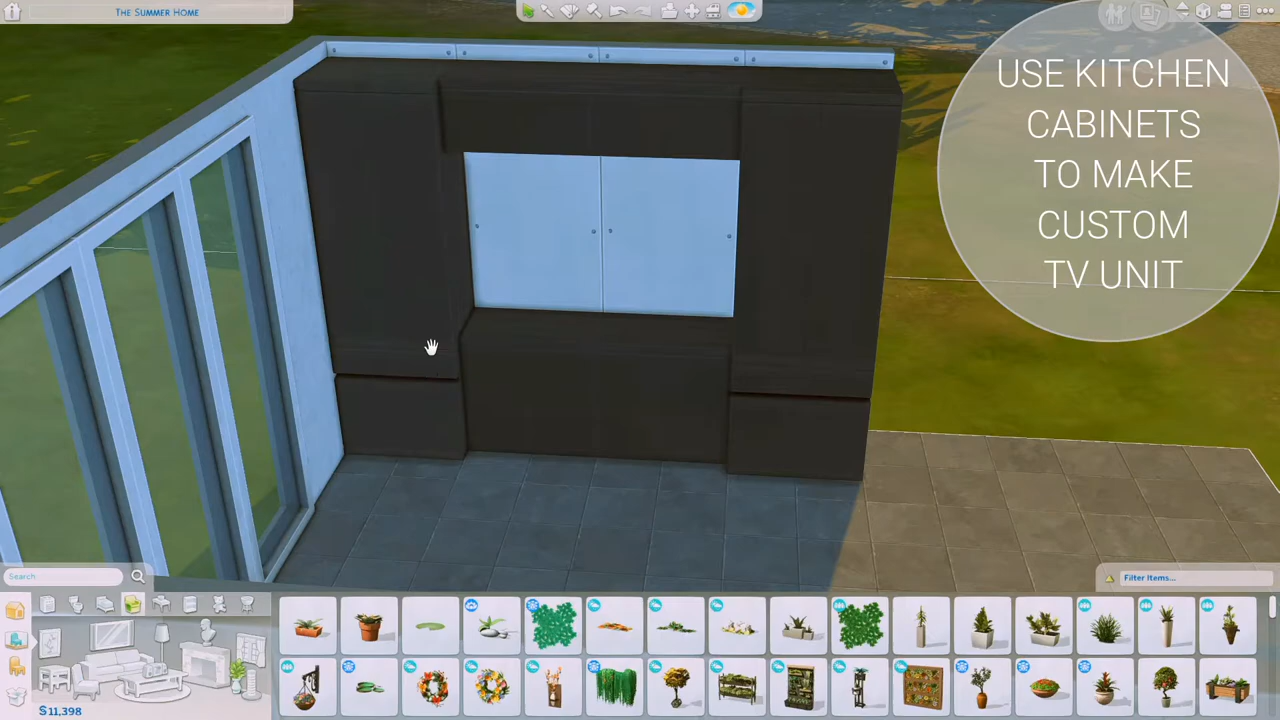 The Summer Home
USE KITCHEN
CABINETS
TO MAKE
CUSTOM
TV UNIT
Search
Filter Items...
$11,398